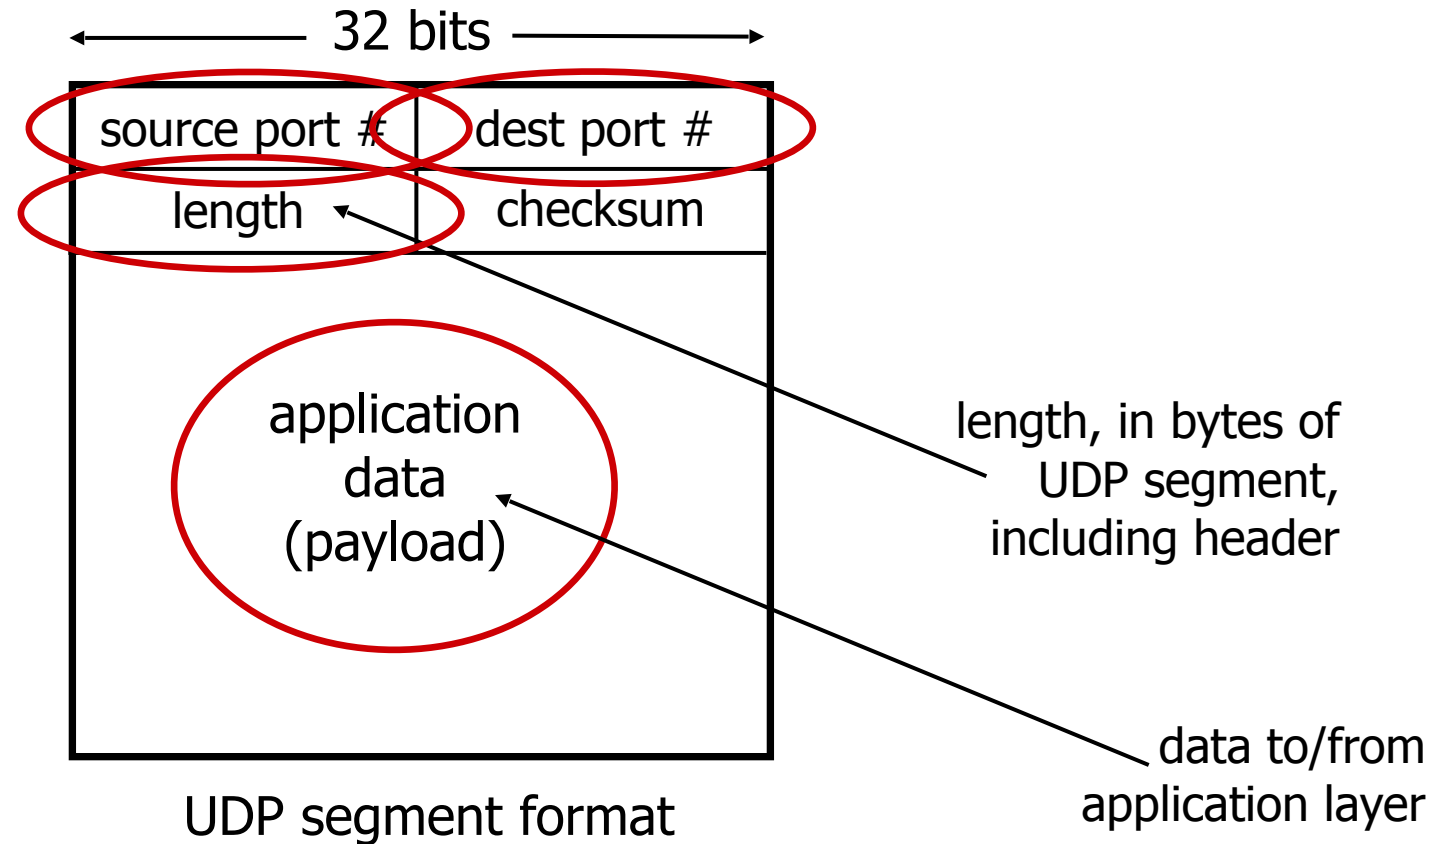 32 bits
source port #
dest port #
length
checksum
application
data
(payload)
length, in bytes of
UDP segment,
including header
data to/from
application layer
UDP segment format